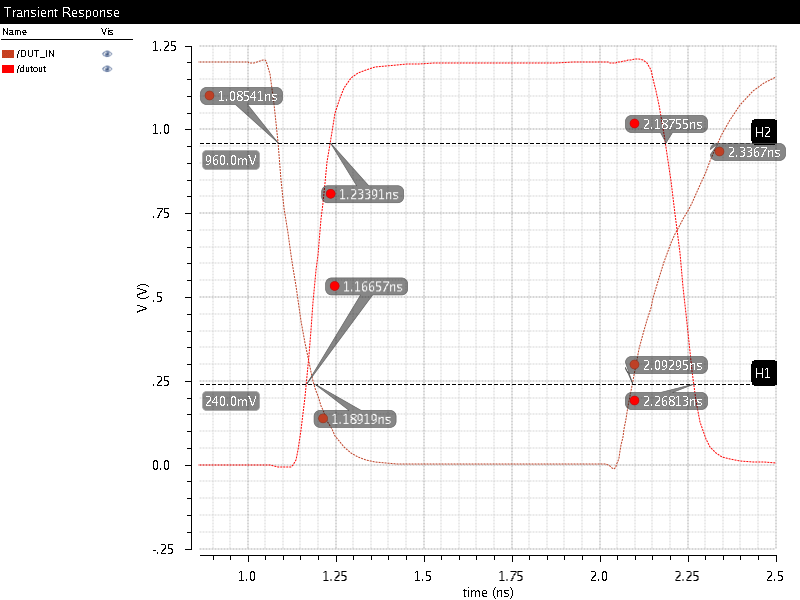 Transient Response
Name Vis
/DUT_IN
/dutout
1.25
1.0
.75
.5
.25
0.0
-.25
V (V)
1.08541ns
2.18755ns
H2
960.0mV
2.3367ns
1.23391ns
1.16657ns
2.09295ns
H1
240.0mV
2.26813ns
1.18919ns
1.0 1.25 1.5 1.75 2.0 2.25 2.5
time (ns)